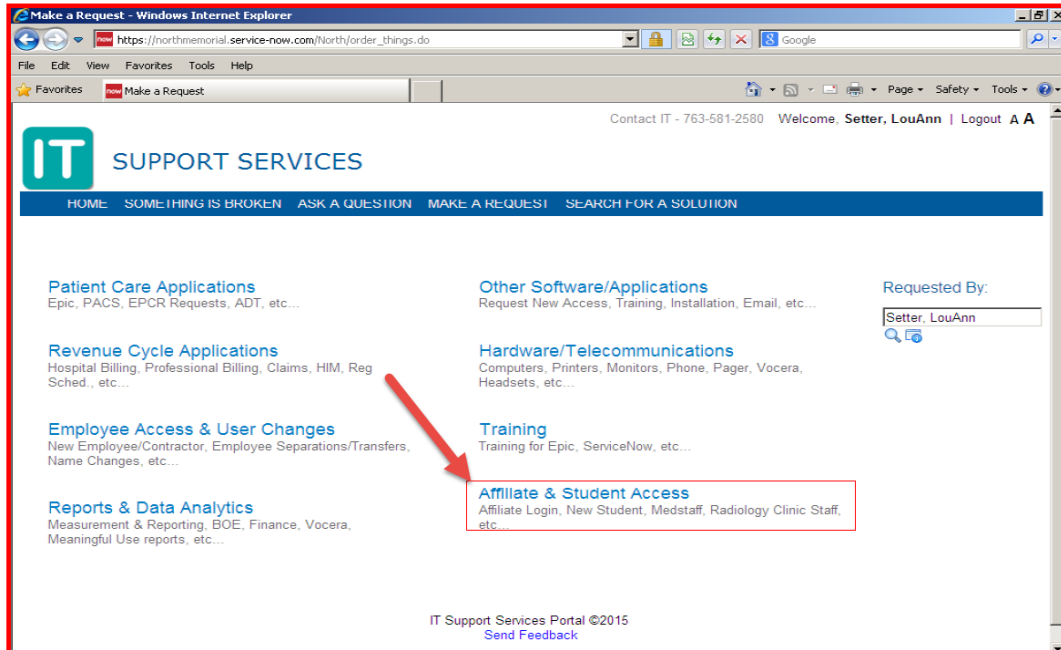 Make a Request - Windows Internet Explorer
https://northmemorial.service-now.com/North/order_things.do
Google
File Edit View Favorites Tools Help
Favorites
now Make a Request
Page Safety Tools
Contact IT - 763-581-2580 Welcome, Setter, LouAnn | Logout A A
IT SUPPORT SERVICES
HOME SOMETHING IS BROKEN ASK A QUESTION MAKE A REQUEST SEARCH FOR A SOLUTION
Patient Care Applications
Epic, PACS, EPCR Requests, ADT, etc...
Other Software/Applications
Request New Access, Training, Installation, Email, etc...
Requested By:
Setter, LouAnn
Revenue Cycle Applications
Hospital Billing, Professional Billing, Claims, HIM, Reg
Sched., etc...
Hardware/Telecommunications
Computers, Printers, Monitors, Phone, Pager, Vocera,
Headsets, etc...
Employee Access & User Changes
New Employee/Contractor, Employee Separations/Transfers,
Name Changes, etc...
Training
Training for Epic, ServiceNow, etc...
Reports & Data Analytics
Measurement & Reporting, BOE, Finance, Vocera,
Meaningful Use reports, etc...
Affiliate & Student Access
Affiliate Login, New Student, Medstaff, Radiology Clinic Staff,
etc...
IT Support Services Portal ©2015
Send Feedback